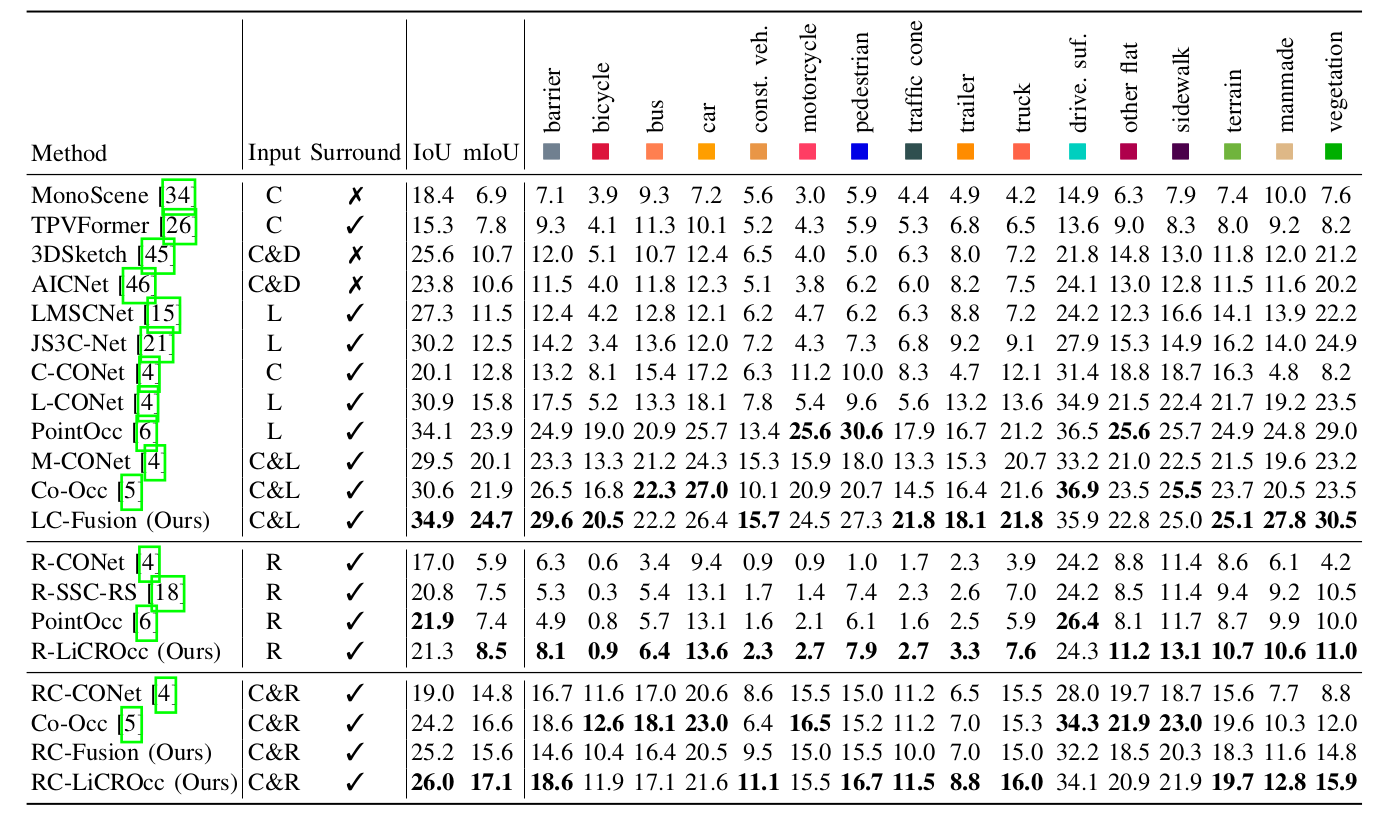 Method Input Surround IoU mIoU barrier bicycle bus car const. veh. motorcycle pedestrian traffic cone trailer truck drive. suf. other flat sidewalk terrain manmade vegetation
MonoScene [34] C ✗ 18.4 6.9 7.1 3.9 9.3 7.2 5.6 3.0 5.9 4.4 4.9 4.2 14.9 6.3 7.9 7.4 10.0 7.6
TPVFormer [26] C ✓ 15.3 7.8 9.3 4.1 11.3 10.1 5.2 4.3 5.9 5.3 6.8 6.5 13.6 9.0 8.3 8.0 9.2 8.2
3DSketch [45] C&D ✗ 25.6 10.7 12.0 5.1 10.7 12.4 6.5 4.0 5.0 6.3 8.0 7.2 21.8 14.8 13.0 11.8 12.0 21.2
AICNet [46] C&D ✗ 23.8 10.6 11.5 4.0 11.8 12.3 5.1 3.8 6.2 6.0 8.2 7.5 24.1 13.0 12.8 11.5 11.6 20.2
LMSCNet [15] L ✓ 27.3 11.5 12.4 4.2 12.8 12.1 6.2 4.7 6.2 6.3 8.8 7.2 24.2 12.3 16.6 14.1 13.9 22.2
JS3C-Net [21] L ✓ 30.2 12.5 14.2 3.4 13.6 12.0 7.2 4.3 7.3 6.8 9.2 9.1 27.9 15.3 14.9 16.2 14.0 24.9
C-CONet [4] C ✓ 20.1 12.8 13.2 8.1 15.4 17.2 6.3 11.2 10.0 8.3 4.7 12.1 31.4 18.8 18.7 16.3 4.8 8.2
L-CONet [4] L ✓ 30.9 15.8 17.5 5.2 13.3 18.1 7.8 5.4 9.6 5.6 13.2 13.6 34.9 21.5 22.4 21.7 19.2 23.5
PointOcc [6] L ✓ 34.1 23.9 24.9 19.0 20.9 25.7 13.4 25.6 30.6 17.9 16.7 21.2 36.5 25.6 25.7 24.9 24.8 29.0
M-CONet [4] C&L ✓ 29.5 20.1 23.3 13.3 21.2 24.3 15.3 15.9 18.0 13.3 15.3 20.7 33.2 21.0 22.5 21.5 19.6 23.2
Co-Occ [5] C&L ✓ 30.6 21.9 26.5 16.8 22.3 27.0 10.1 20.9 20.7 14.5 16.4 21.6 36.9 23.5 25.5 23.7 20.5 23.5
LC-Fusion (Ours) C&L ✓ 34.9 24.7 29.6 20.5 22.2 26.4 15.7 24.5 27.3 21.8 18.1 21.8 35.9 22.8 25.0 25.1 27.8 30.5
R-CONet [4] R ✓ 17.0 5.9 6.3 0.6 3.4 9.4 0.9 0.9 1.0 1.7 2.3 3.9 24.2 8.8 11.4 8.6 6.1 4.2
R-SSC-RS [18] R ✓ 20.8 7.5 5.3 0.3 5.4 13.1 1.7 1.4 7.4 2.3 2.6 7.0 24.2 8.5 11.4 9.4 9.2 10.5
PointOcc [6] R ✓ 21.9 7.4 4.9 0.8 5.7 13.1 1.6 2.1 6.1 1.6 2.5 5.9 26.4 8.1 11.7 8.7 9.9 10.0
R-LiCROcc (Ours) R ✓ 21.3 8.5 8.1 0.9 6.4 13.6 2.3 2.7 7.9 2.7 3.3 7.6 24.3 11.2 13.1 10.7 10.6 11.0
RC-CONet [4] C&R ✓ 19.0 14.8 16.7 11.6 17.0 20.6 8.6 15.5 15.0 11.2 6.5 15.5 28.0 19.7 18.7 15.6 7.7 8.8
Co-Occ [5] C&R ✓ 24.2 16.6 18.6 12.6 18.1 23.0 6.4 16.5 15.2 11.2 7.0 15.3 34.3 21.9 23.0 19.6 10.3 12.0
RC-Fusion (Ours) C&R ✓ 25.2 15.6 14.6 10.4 16.4 20.5 9.5 15.0 15.5 10.0 7.0 15.0 32.2 18.5 20.3 18.3 11.6 14.8
RC-LiCROcc (Ours) C&R ✓ 26.0 17.1 18.6 11.9 17.1 21.6 11.1 15.5 16.7 11.5 8.8 16.0 34.1 20.9 21.9 19.7 12.8 15.9